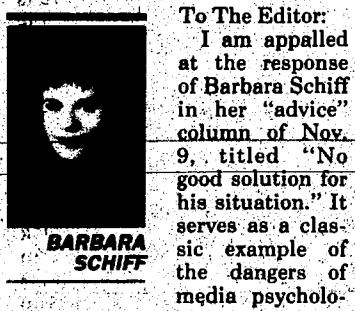 BARBARA
SCHIFF
To The Editor:
I am appalled
at the response
of Barbara Schiff
in her "advice"
column of Nov.
9, titled "No
good solution for
his situation." It
serves as a clas-
sic example of
the dangers of
media psycholo-